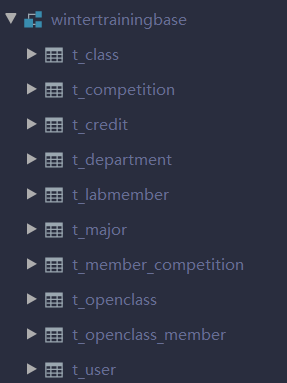 wintertrainingbase
t_class
t_competition
t_credit
t_department
t_labmember
t_major
t_member_competition
t_openclass
t_openclass_member
t_user